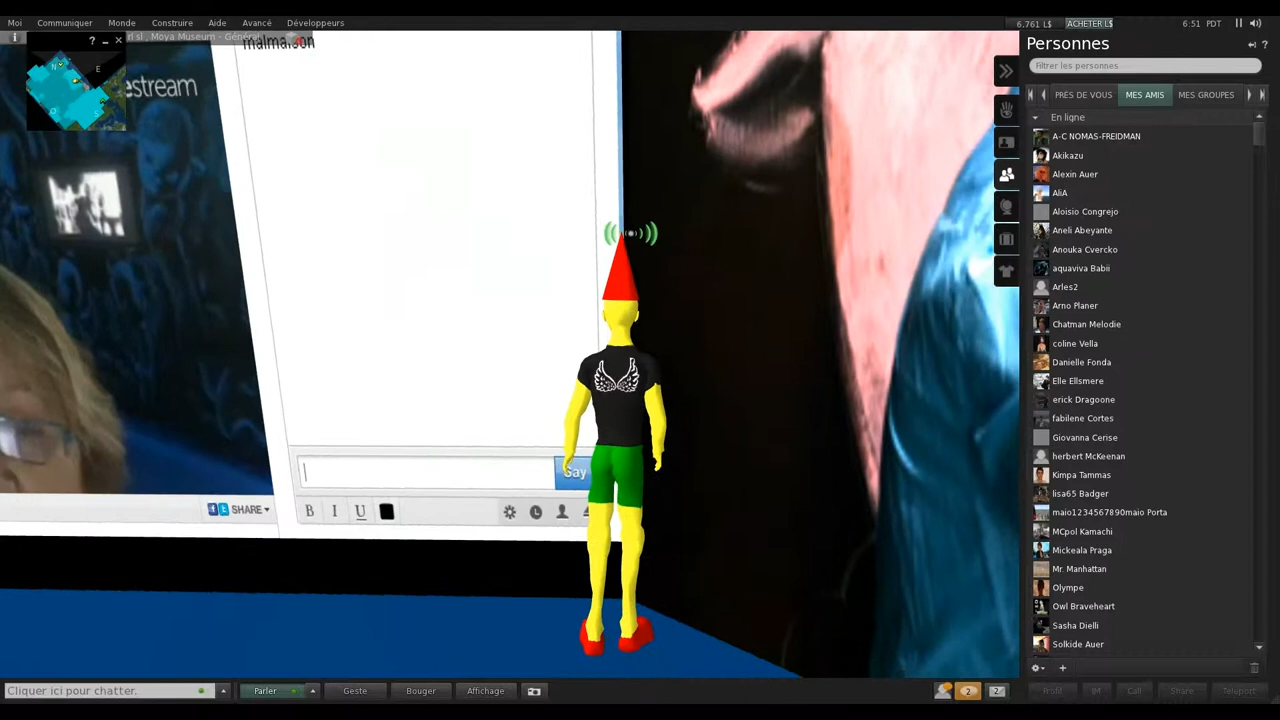 Moi Communiquer Monde Construire Aide Avancé Développeurs
6,761 L$ ACHETER L$ 6:51 PDT
rl sl , Moya Museum - Général
malmaison
? _ ×
N E
O S
estream
SHARE
Say
B I U
Personnes
Filtrer les personnes
PRÈS DE VOUS MES AMIS MES GROUPES
En ligne
A-C NOMAS-FREIDMAN
Akikazu
Alexin Auer
AliA
Aloisio Congrejo
Aneli Abeyante
Anouka Cvercko
aquaviva Babii
Arles2
Arno Planer
Chatman Melodie
coline Vella
Danielle Fonda
Elle Ellsmere
erick Dragoone
fabilene Cortes
Giovanna Cerise
herbert McKeenan
Kimpa Tammas
lisa65 Badger
maio1234567890maio Porta
MCpol Kamachi
Mickeala Praga
Mr. Manhattan
Olympe
Owl Braveheart
Sasha Dielli
Solkide Auer
Cliquer ici pour chatter. Parler Geste Bouger Affichage 2 2
Profil IM Call Share Teleport